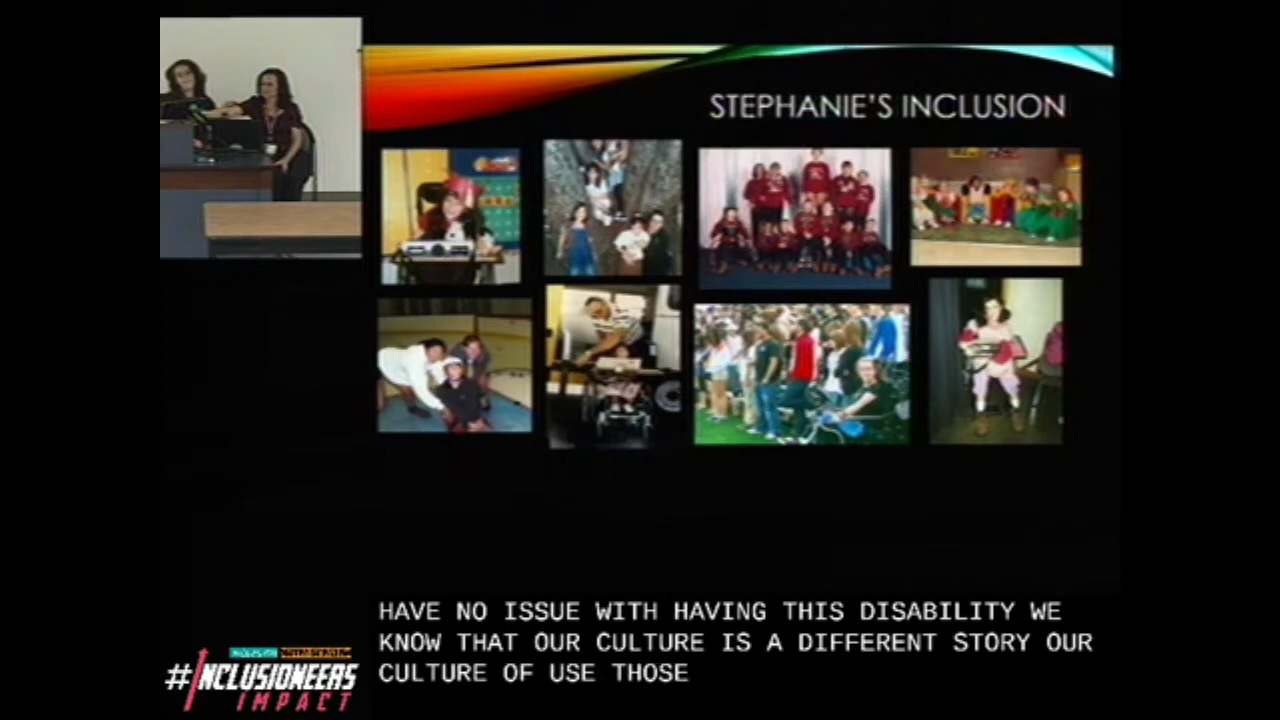 STEPHANIE'S INCLUSION
HAVE NO ISSUE WITH HAVING THIS DISABILITY WE
KNOW THAT OUR CULTURE IS A DIFFERENT STORY OUR
CULTURE OF USE THOSE
#INCLUSIONEERS
IMPACT